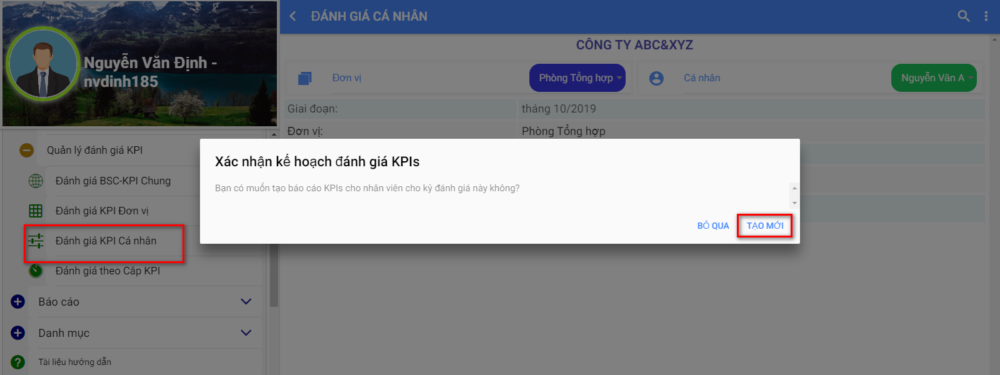 Nguyễn Văn Định -
nvdinh185
Quản lý đánh giá KPI
Đánh giá BSC-KPI Chung
Đánh giá KPI Đơn vị
Đánh giá KPI Cá nhân
Đánh giá theo Câp KPI
Báo cáo
Danh mục
Tài liệu hướng dẫn
ĐÁNH GIÁ CÁ NHÂN
CÔNG TY ABC&XYZ
Đơn vị Phòng Tổng hợp Cá nhân Nguyễn Văn A
Giai đoạn: tháng 10/2019
Đơn vị: Phòng Tổng hợp
Xác nhận kế hoạch đánh giá KPIs
Bạn có muốn tạo báo cáo KPIs cho nhân viên cho kỳ đánh giá này không?
BỎ QUA TẠO MỚI